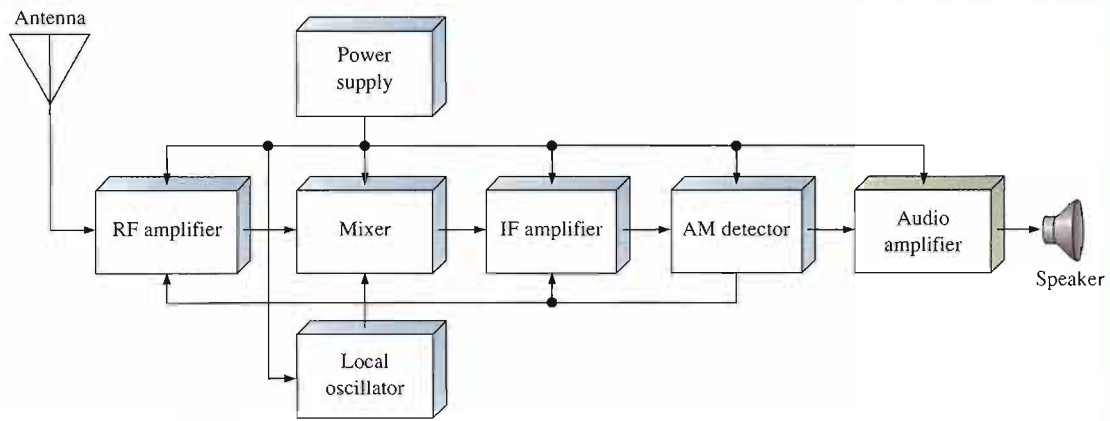 Antenna
Power
supply
RF amplifier
Mixer
IF amplifier
AM detector
Audio
amplifier
Speaker
Local
oscillator